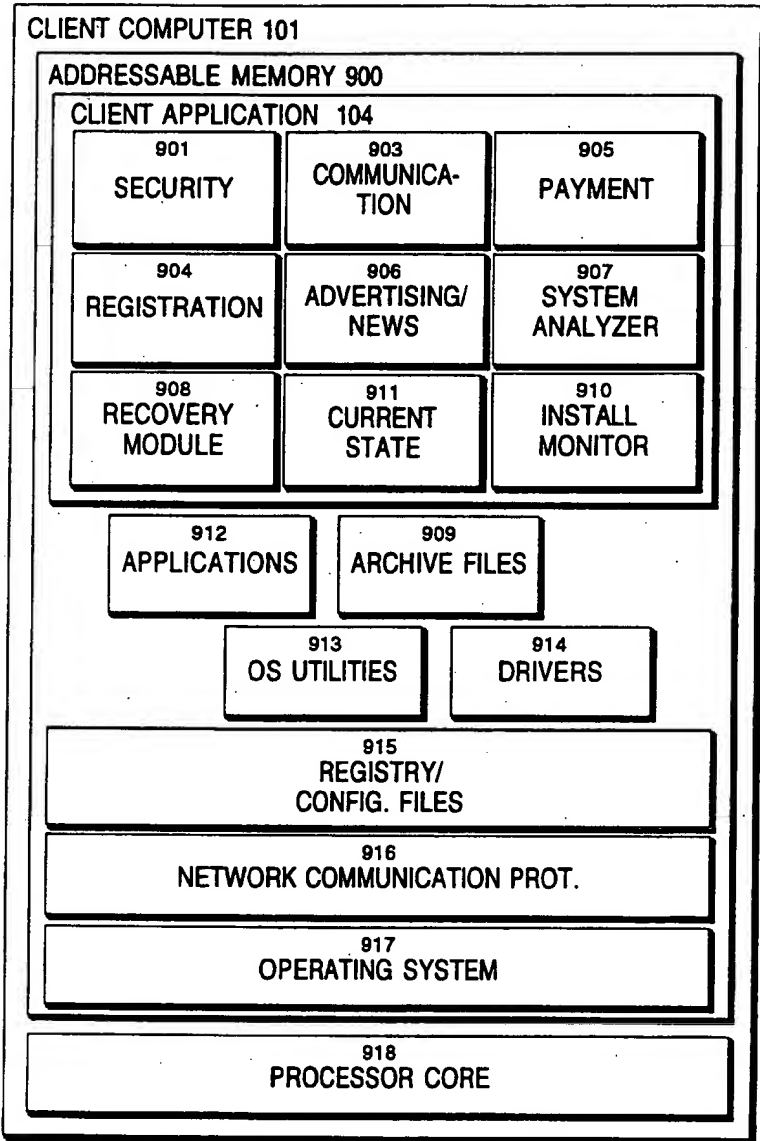 CLIENT COMPUTER 101
ADDRESSABLE MEMORY 900
CLIENT APPLICATION 104
901
SECURITY
903
COMMUNICA-
TION
905
PAYMENT
904
REGISTRATION
906
ADVERTISING/
NEWS
907
SYSTEM
ANALYZER
908
RECOVERY
MODULE
911
CURRENT
STATE
910
INSTALL
MONITOR
912
APPLICATIONS
909
ARCHIVE FILES
913
OS UTILITIES
914
DRIVERS
915
REGISTRY/
CONFIG. FILES
916
NETWORK COMMUNICATION PROT.
917
OPERATING SYSTEM
918
PROCESSOR CORE